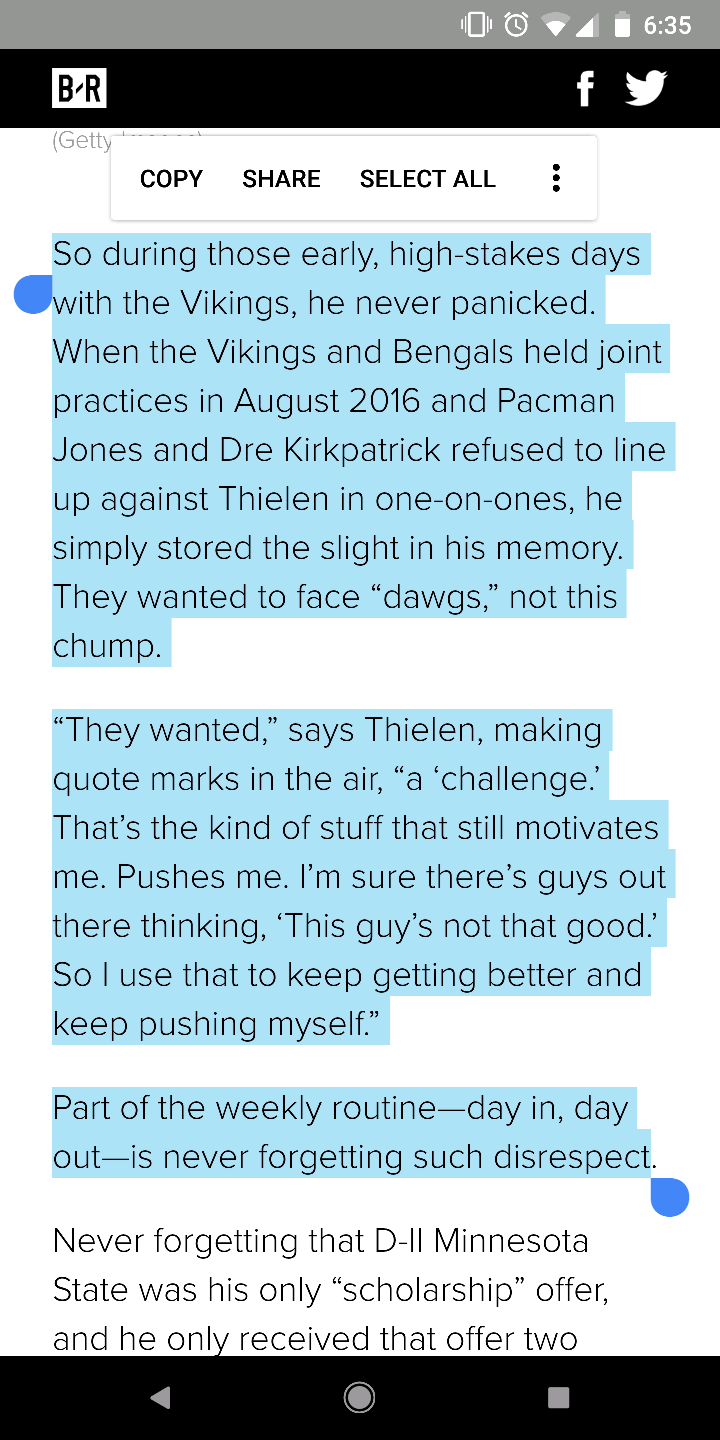 6:35
B/R
(Getty
COPY SHARE SELECT ALL
So during those early, high-stakes days
with the Vikings, he never panicked.
When the Vikings and Bengals held joint
practices in August 2016 and Pacman
Jones and Dre Kirkpatrick refused to line
up against Thielen in one-on-ones, he
simply stored the slight in his memory.
They wanted to face “dawgs,” not this
chump.
“They wanted,” says Thielen, making
quote marks in the air, “a ‘challenge.’
That’s the kind of stuff that still motivates
me. Pushes me. I’m sure there’s guys out
there thinking, ‘This guy’s not that good.’
So I use that to keep getting better and
keep pushing myself.”
Part of the weekly routine—day in, day
out—is never forgetting such disrespect.
Never forgetting that D-II Minnesota
State was his only “scholarship” offer,
and he only received that offer two